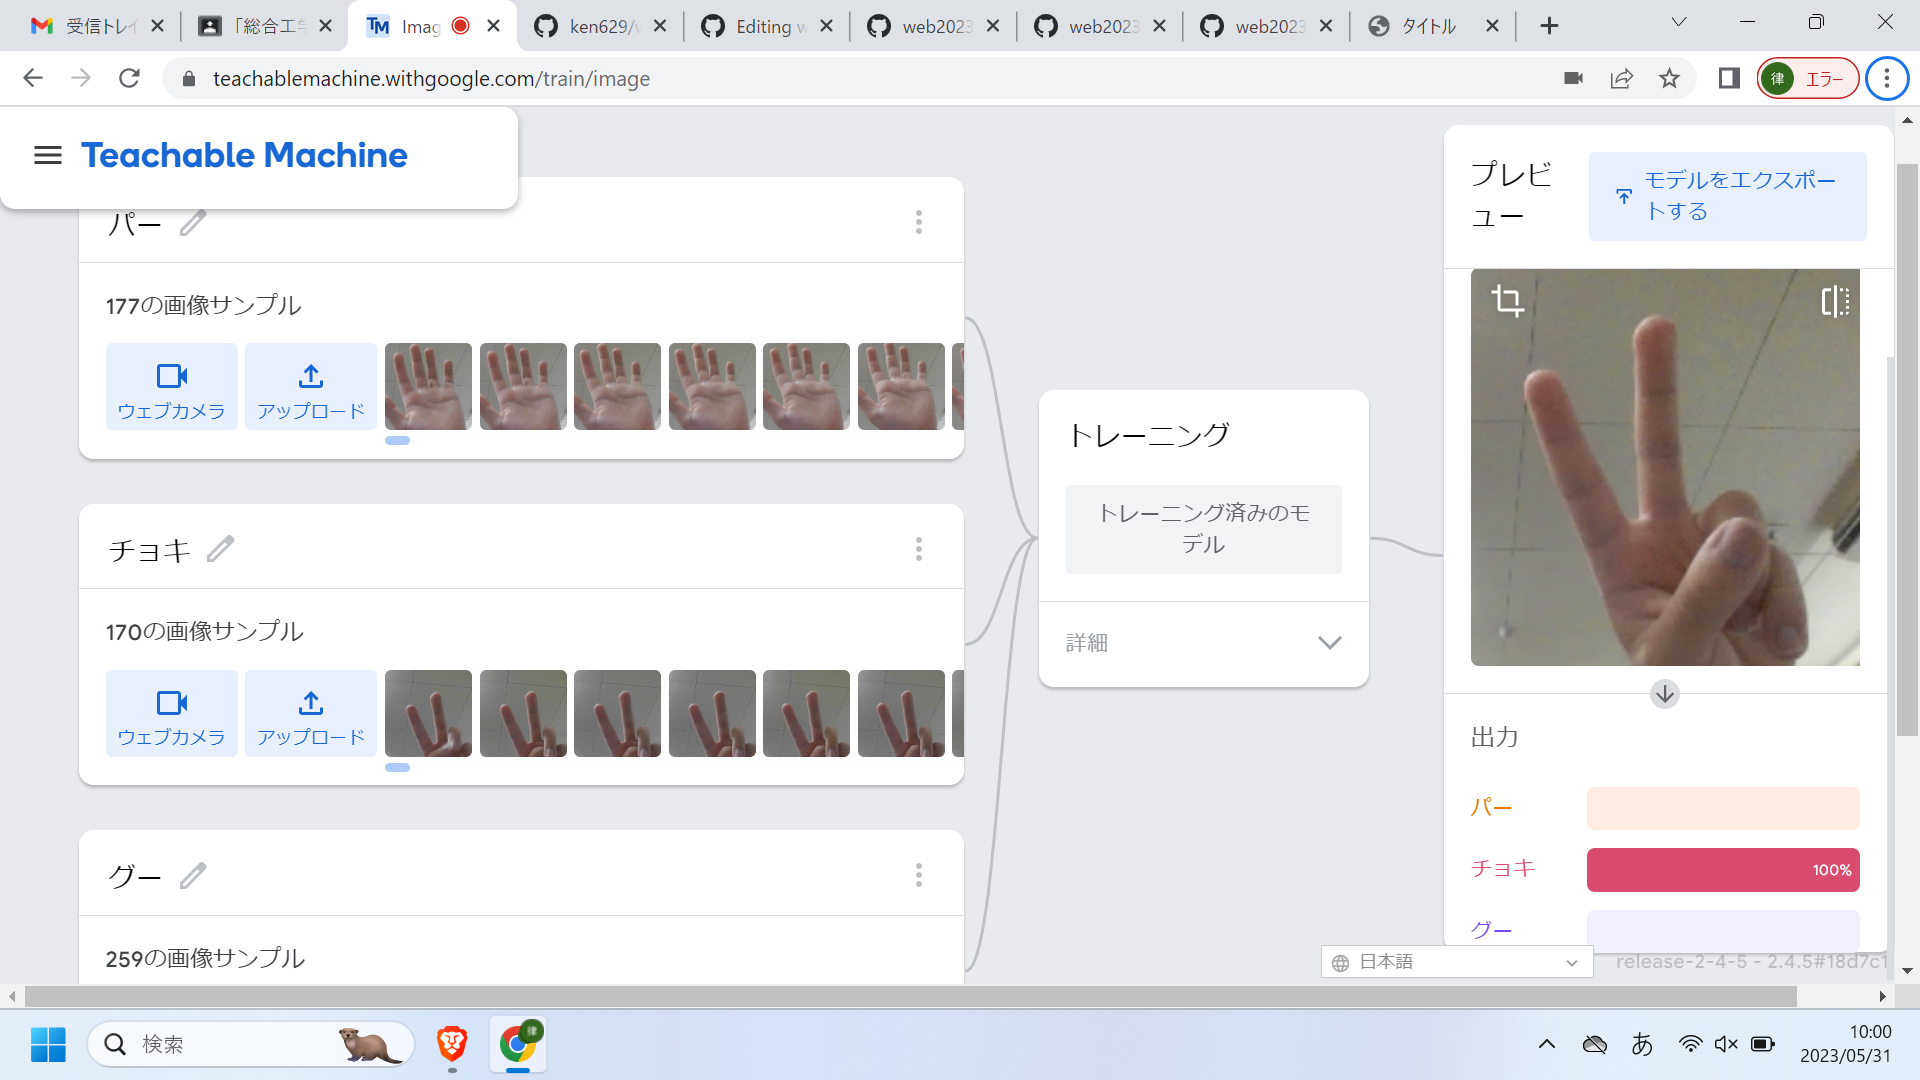 受信トレイ
「総合工学
Imag
ken629/w
Editing w
web2023
web2023
web2023
タイトル
teachablemachine.withgoogle.com/train/image
律
エラー
Teachable Machine
パー
177の画像サンプル
ウェブカメラ
アップロード
チョキ
170の画像サンプル
ウェブカメラ
アップロード
グー
259の画像サンプル
トレーニング
トレーニング済みのモ
デル
詳細
プレビ
ュー
モデルをエクスポー
トする
出力
パー
チョキ
100%
グー
日本語
release-2-4-5 - 2.4.5#18d7c1
検索
律
あ
10:00
2023/05/31